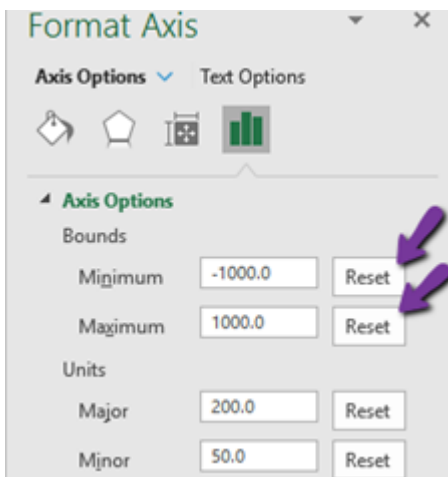 Format Axis
Axis Options Text Options
Axis Options
Bounds
Minimum -1000.0 Reset
Maximum 1000.0 Reset
Units
Major 200.0 Reset
Minor 50.0 Reset